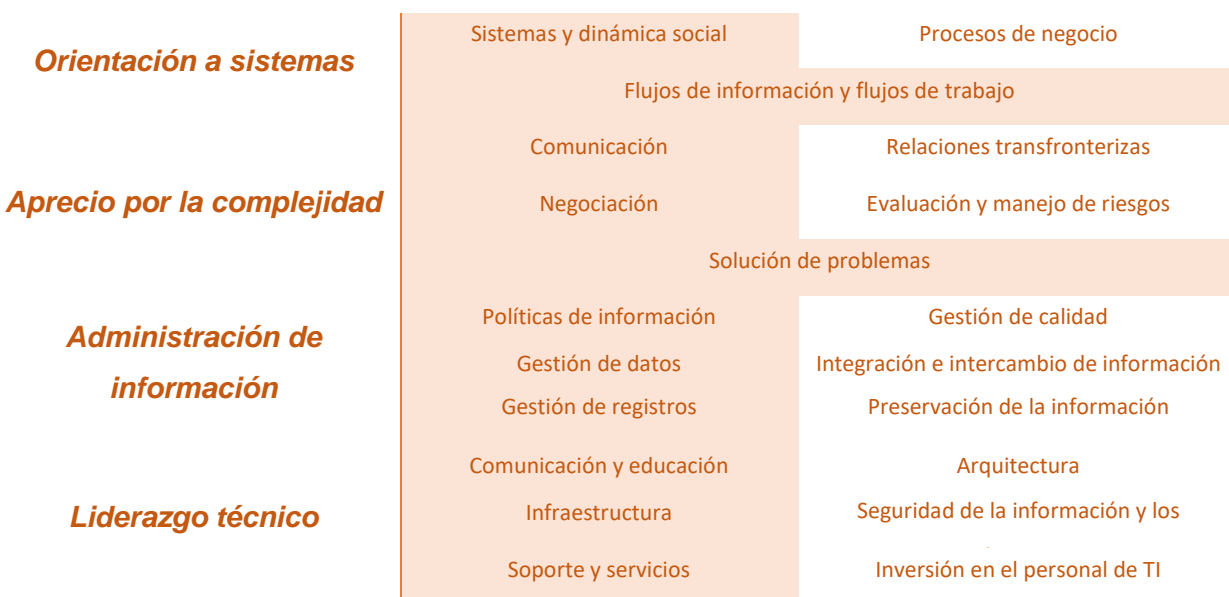 Orientación a sistemas
Sistemas y dinámica social
Procesos de negocio
Flujos de información y flujos de trabajo
Aprecio por la complejidad
Comunicación
Relaciones transfronterizas
Negociación
Evaluación y manejo de riesgos
Solución de problemas
Administración de
información
Políticas de información
Gestión de calidad
Gestión de datos
Integración e intercambio de información
Gestión de registros
Preservación de la información
Liderazgo técnico
Comunicación y educación
Arquitectura
Infraestructura
Seguridad de la información y los
Soporte y servicios
Inversión en el personal de TI